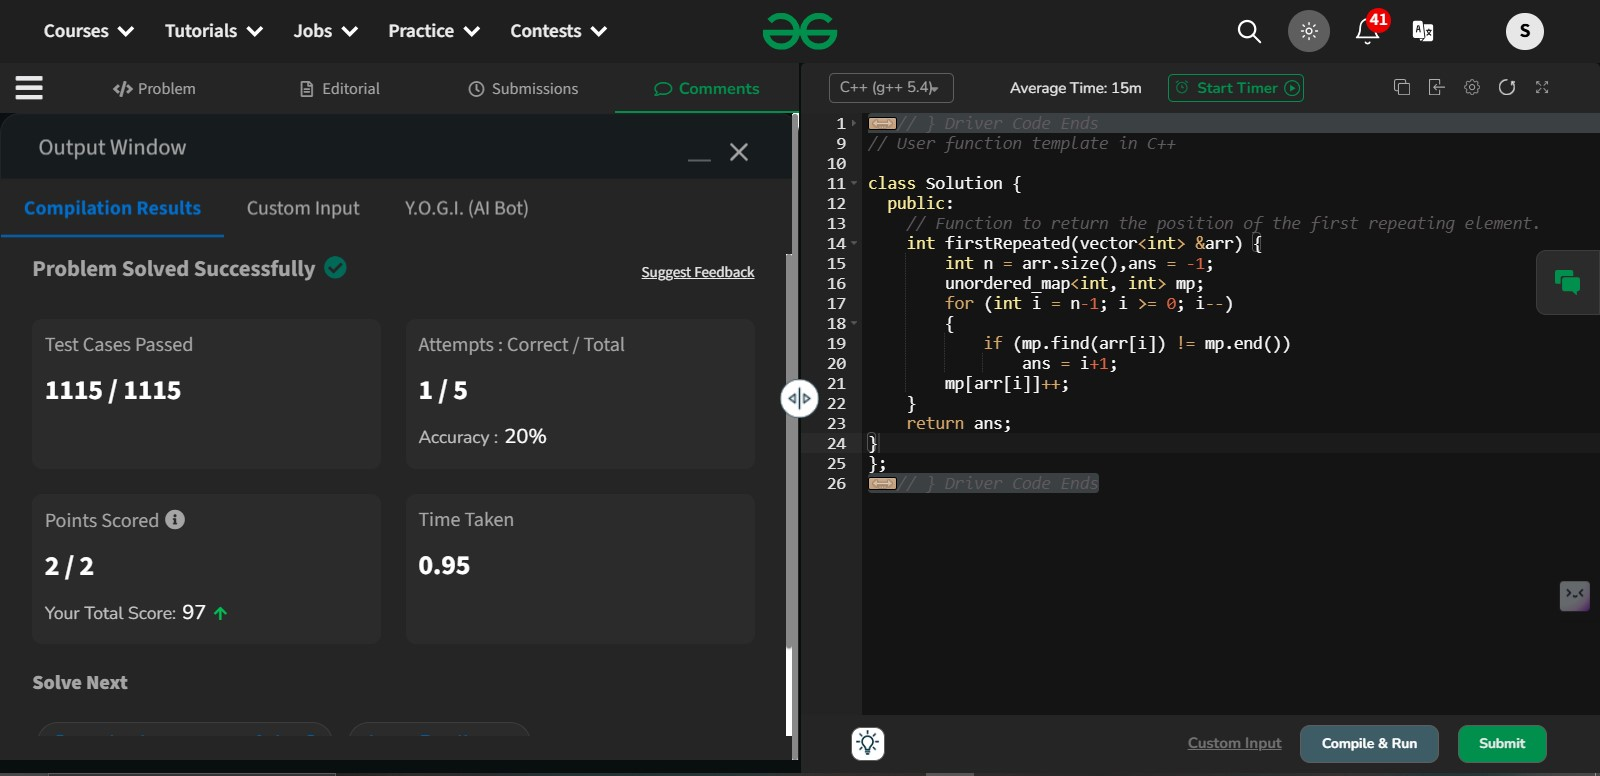 Courses Tutorials Jobs Practice Contests 41 S
Problem Editorial Submissions Comments
C++ (g++ 5.4) Average Time: 15m Start Timer
Output Window
Compilation Results Custom Input Y.O.G.I. (AI Bot)
Problem Solved Successfully
Suggest Feedback
Test Cases Passed
1115 / 1115
Attempts : Correct / Total
1 / 5
Accuracy : 20%
Points Scored
2 / 2
Your Total Score: 97
Time Taken
0.95
Solve Next
1 // } Driver Code Ends
9 // User function template in C++
10
11 class Solution {
12 public:
13 // Function to return the position of the first repeating element.
14 int firstRepeated(vector<int> &arr) {
15 int n = arr.size(),ans = -1;
16 unordered_map<int, int> mp;
17 for (int i = n-1; i >= 0; i--)
18 {
19 if (mp.find(arr[i]) != mp.end())
20 ans = i+1;
21 mp[arr[i]]++;
22 }
23 return ans;
24 }
25 };
26 // } Driver Code Ends
Custom Input Compile & Run Submit